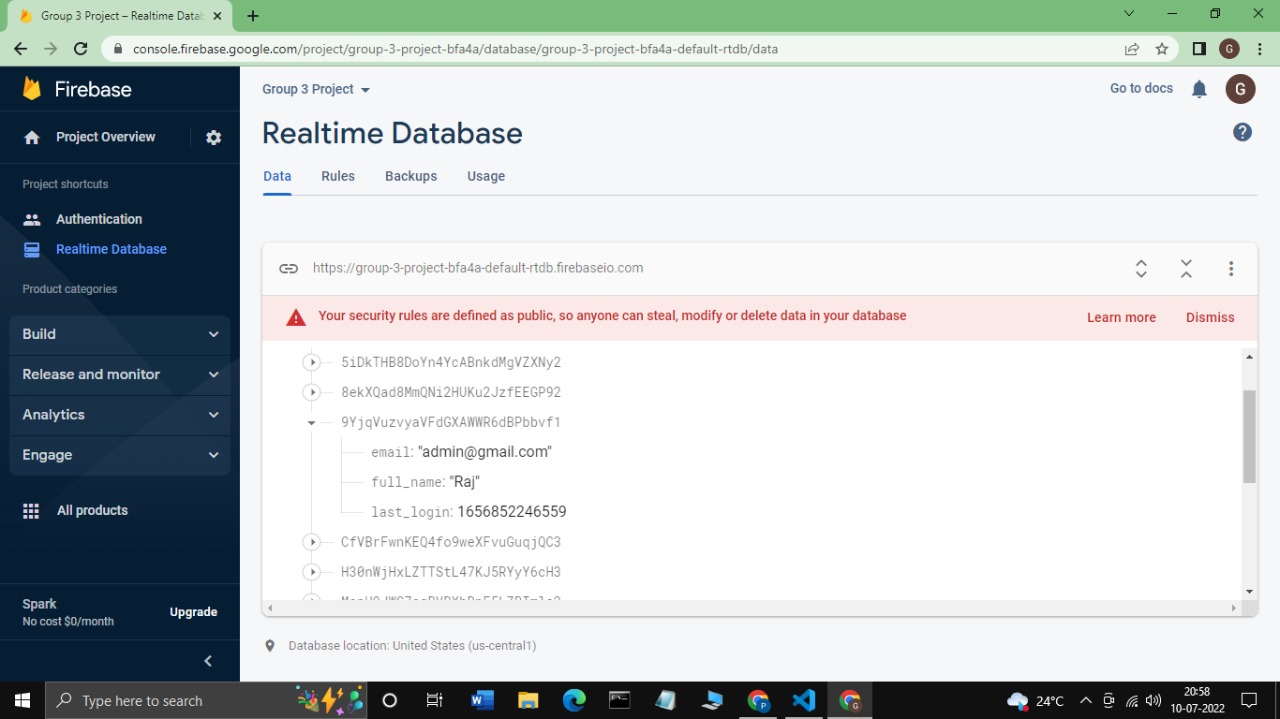 Group 3 Project – Realtime Datab
console.firebase.google.com/project/group-3-project-bfa4a/database/group-3-project-bfa4a-default-rtdb/data
G
Firebase
Group 3 Project
Go to docs
G
Project Overview
Realtime Database
Data Rules Backups Usage
Project shortcuts
Authentication
Realtime Database
Product categories
Build
Release and monitor
Analytics
Engage
All products
Spark
No cost $0/month
Upgrade
https://group-3-project-bfa4a-default-rtdb.firebaseio.com
Your security rules are defined as public, so anyone can steal, modify or delete data in your database
Learn more Dismiss
5iDkTHB8DoYn4YcABnkdMgVZXNy2
8ekXQad8MmQNi2HUKu2JzfEEGP92
9YjqVuzvyaVFdGXAWWR6dBPbbvf1
email: "admin@gmail.com"
full_name: "Raj"
last_login: 1656852246559
CfVBrFwnKEQ4fo9weXFvuGuqjQC3
H30nWjHxLZTTStL47KJ5RYyY6cH3
Database location: United States (us-central1)
Type here to search
24°C
20:58
10-07-2022